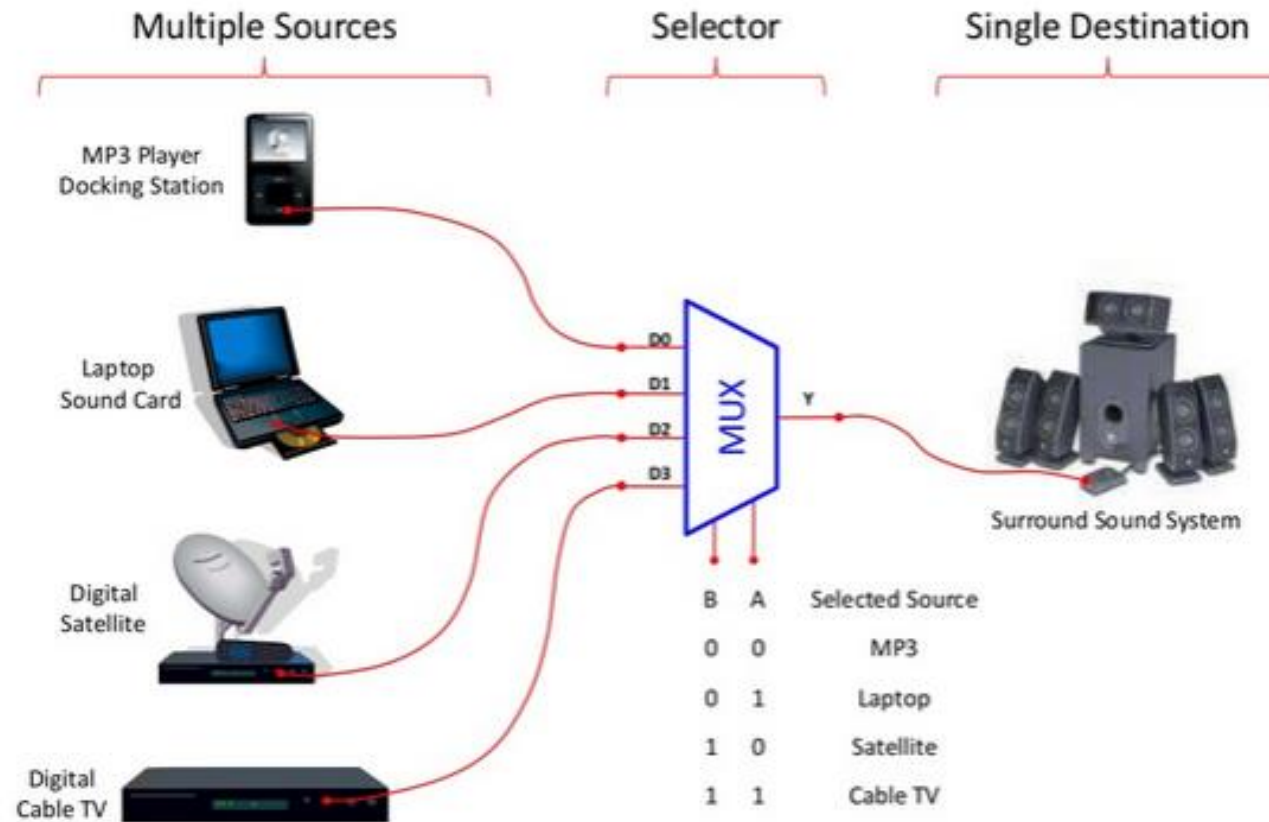 Multiple Sources
Selector
Single Destination
MP3 Player
Docking Station
Laptop
Sound Card
Digital
Satellite
Digital
Cable TV
D0
D1
D2
D3
MUX
Y
Surround Sound System
B A Selected Source
0 0 MP3
0 1 Laptop
1 0 Satellite
1 1 Cable TV